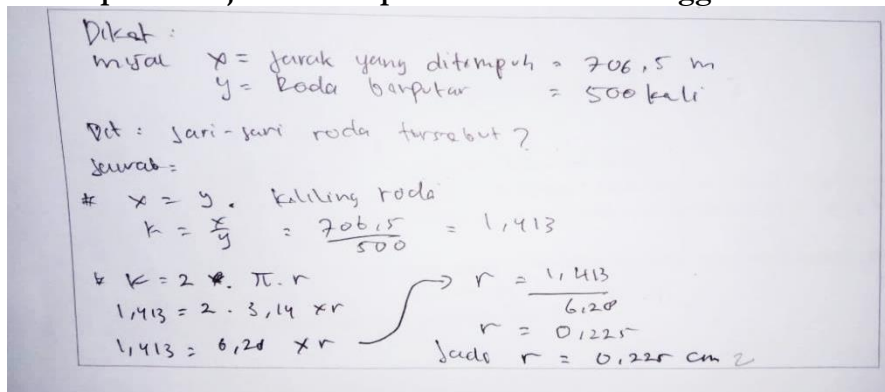 Diket :
misal x = jarak yang ditempuh = 706,5 m
y = Roda berputar = 500 kali
Dit : jari-jari roda tersebut ?
Jawab =
* x = y . keliling roda
k = x/y = 706,5/500 = 1,413
* k = 2 . π . r
1,413 = 2 . 3,14 x r
1,413 = 6,28 x r
→ r = 1,413/6,28
r = 0,225
Jadi r = 0,225 cm